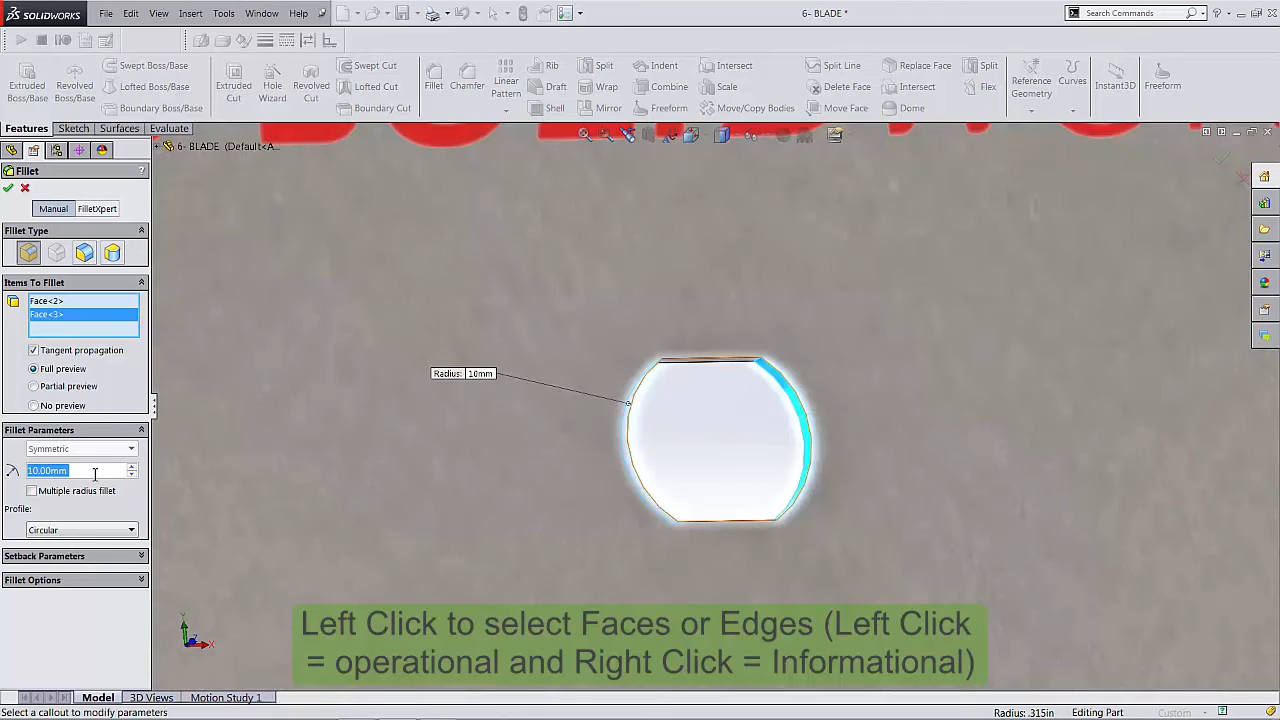 SOLIDWORKS
File Edit View Insert Tools Window Help
6- BLADE *
Search Commands
Extruded Boss/Base
Revolved Boss/Base
Swept Boss/Base
Lofted Boss/Base
Boundary Boss/Base
Extruded Cut
Hole Wizard
Revolved Cut
Swept Cut
Lofted Cut
Boundary Cut
Fillet
Chamfer
Linear Pattern
Rib
Draft
Shell
Split
Wrap
Mirror
Indent
Combine
Freeform
Intersect
Scale
Move/Copy Bodies
Split Line
Delete Face
Move Face
Replace Face
Intersect
Dome
Split
Flex
Reference Geometry
Curves
Instant3D
Freeform
Features Sketch Surfaces Evaluate
6- BLADE (Default<A...
Fillet
?
Manual FilletXpert
Fillet Type
Items To Fillet
Face<2>
Face<3>
Tangent propagation
Full preview
Partial preview
No preview
Fillet Parameters
Symmetric
10.00mm
Multiple radius fillet
Profile:
Circular
Setback Parameters
Fillet Options
Radius: 10mm
Y
Z
X
Left Click to select Faces or Edges (Left Click
= operational and Right Click = Informational)
Model 3D Views Motion Study 1
Select a callout to modify parameters
Radius: .315in Editing Part Custom